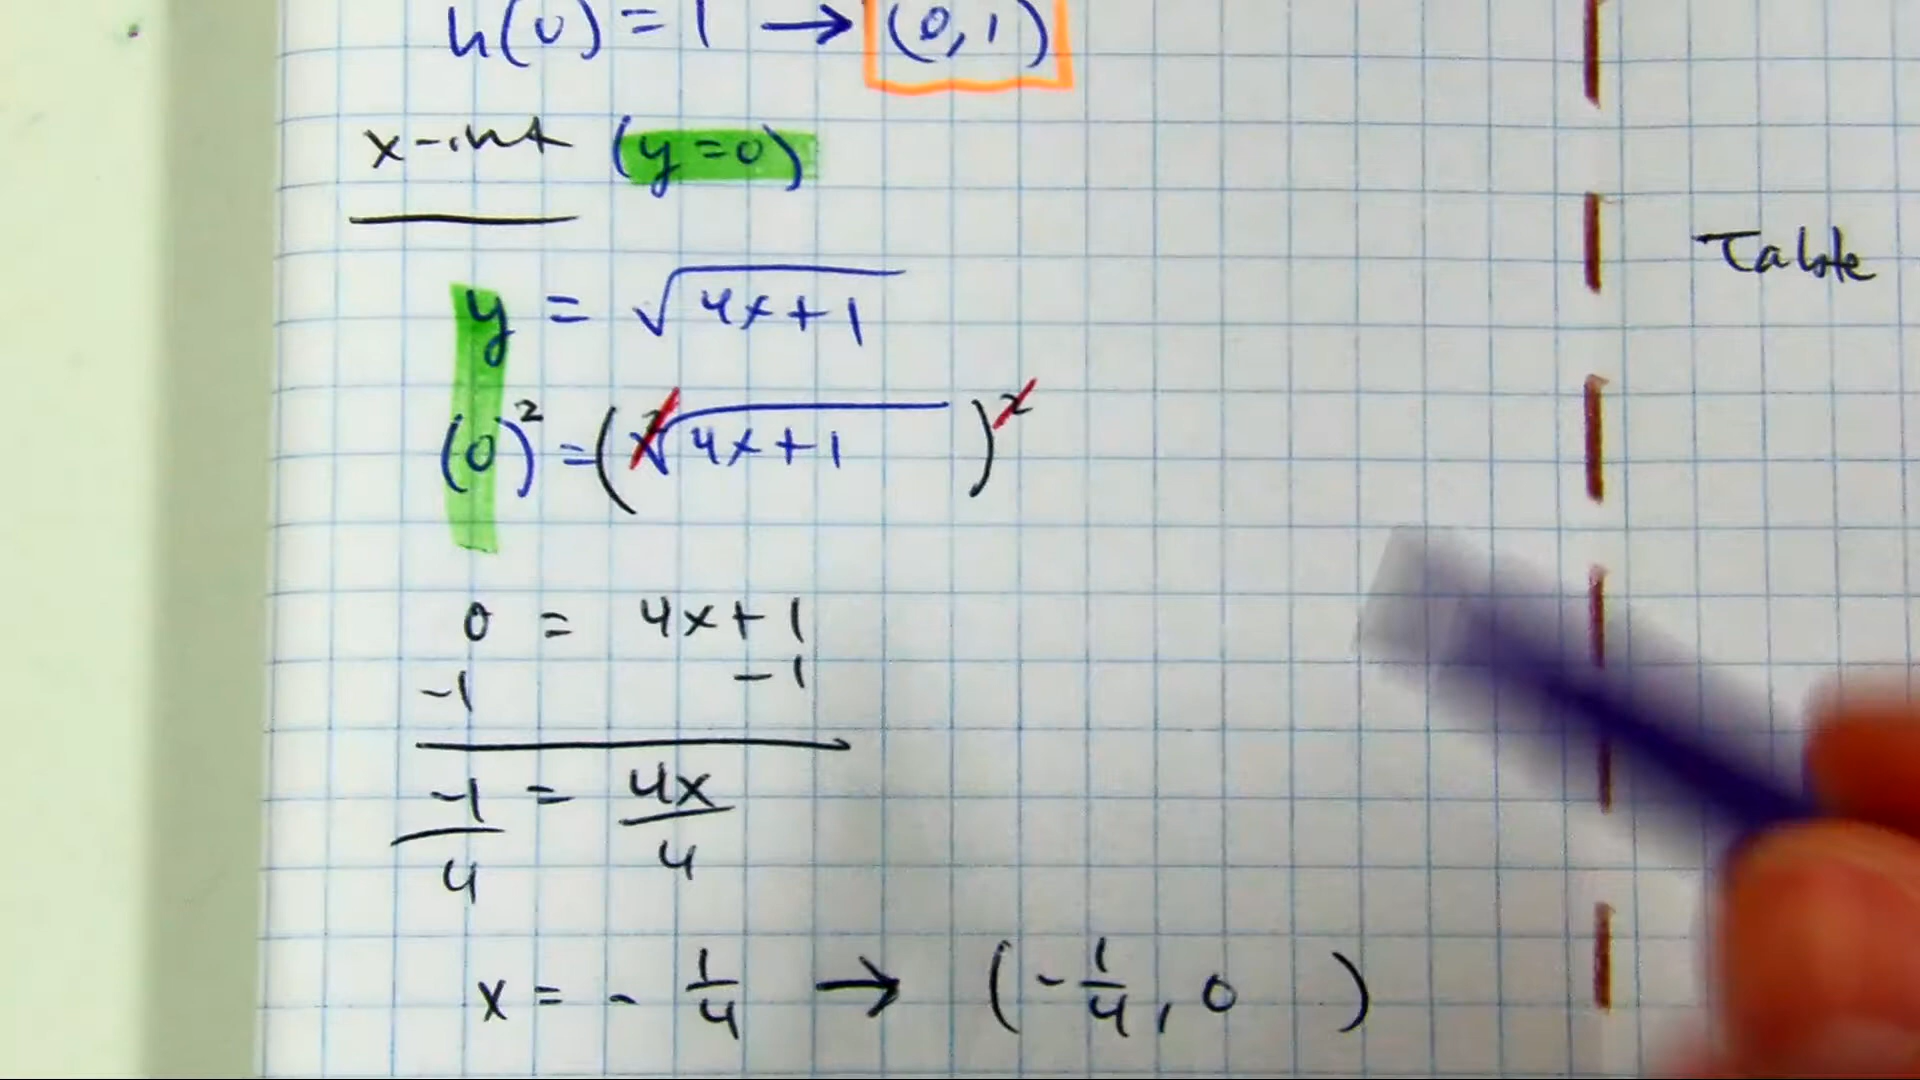 h(0) = 1 → (0,1)
x-int (y=0)
y = √4x+1
(0)² = (²√4x+1)²
0 = 4x+1
-1 -1
-1/4 = 4x/4
x = -1/4 → (-1/4, 0)
Table